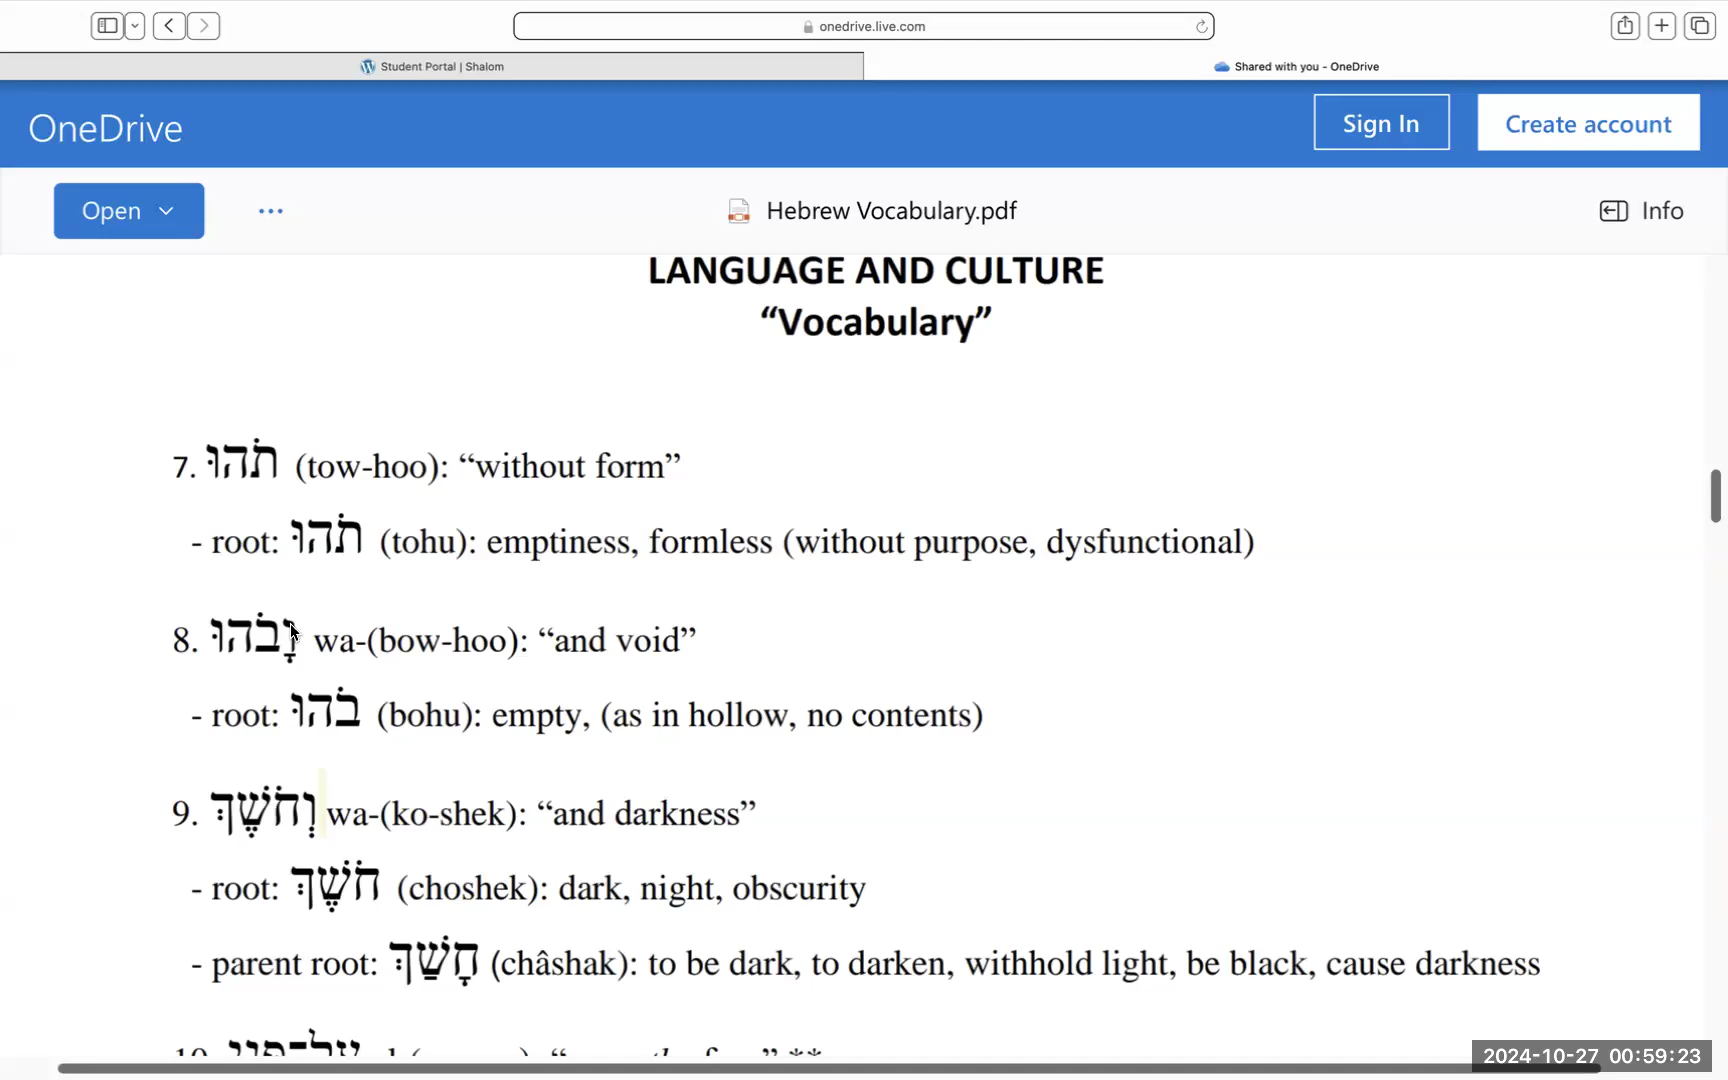 onedrive.live.com
Student Portal | Shalom
Shared with you - OneDrive
OneDrive
Sign In
Create account
Open
Hebrew Vocabulary.pdf
Info
LANGUAGE AND CULTURE
“Vocabulary”
7. תֹהוּ (tow-hoo): “without form”
- root: תֹהוּ (tohu): emptiness, formless (without purpose, dysfunctional)
8. וָבֹהוּ wa-(bow-hoo): “and void”
- root: בֹהוּ (bohu): empty, (as in hollow, no contents)
9. וְחֹשֶׁךְ wa-(ko-shek): “and darkness”
- root: חֹשֶׁךְ (choshek): dark, night, obscurity
- parent root: חָשַׁךְ (châshak): to be dark, to darken, withhold light, be black, cause darkness
10. עַל־פְּנֵי
2024-10-27 00:59:23